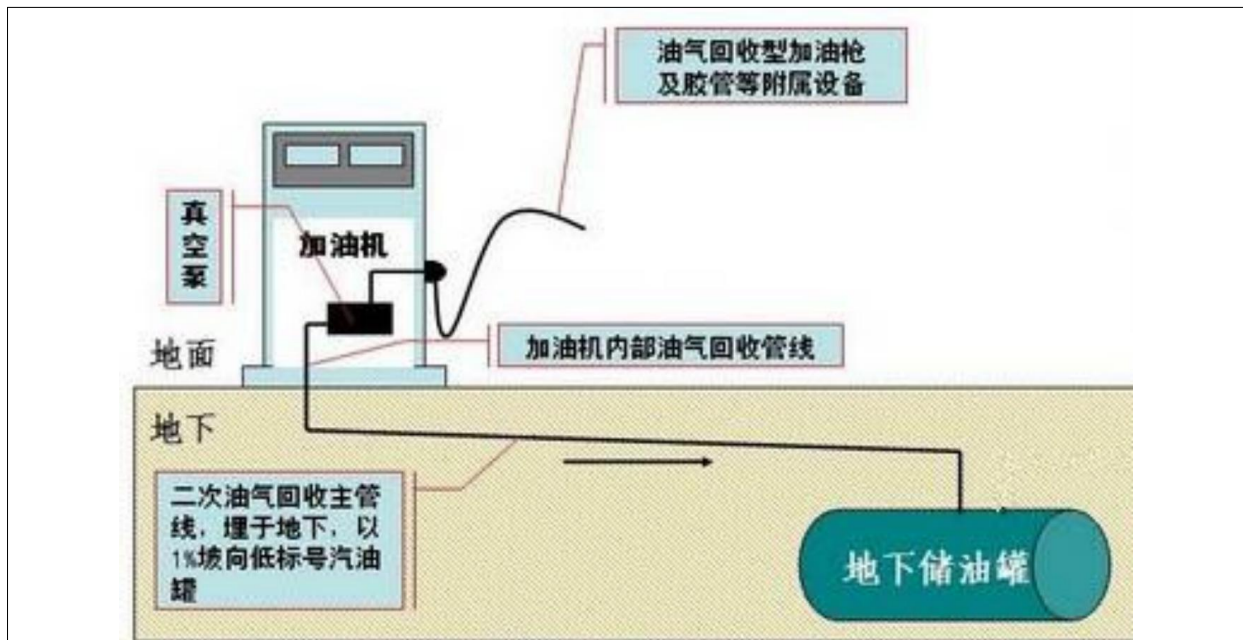 油气回收型加油枪
及胶管等附属设备
真
空
泵
加油机
加油机内部油气回收管线
地面
地下
二次油气回收主管
线，埋于地下，以
1%坡向低标号汽油
罐
地下储油罐